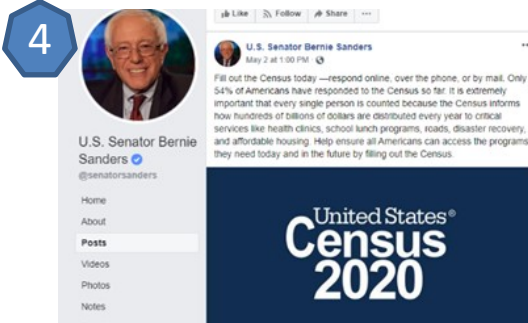 4
Like Follow Share ...
U.S. Senator Bernie Sanders
May 2 at 1:00 PM ·
Fill out the Census today —respond online, over the phone, or by mail. Only
54% of Americans have responded to the Census so far. It is extremely
important that every single person is counted because the Census informs
how hundreds of billions of dollars are distributed every year to critical
services like health clinics, school lunch programs, roads, disaster recovery,
and affordable housing. Help ensure all Americans can access the programs
they need today and in the future by filling out the Census.
U.S. Senator Bernie
Sanders
@senatorsanders
Home
About
Posts
Videos
Photos
Notes
United States®
Census
2020